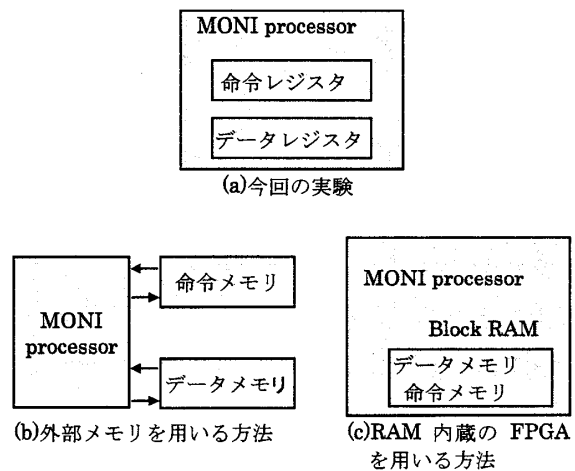 MONI processor
命令レジスタ
データレジスタ
(a)今回の実験
MONI
processor
命令メモリ
データメモリ
(b)外部メモリを用いる方法
MONI processor
Block RAM
データメモリ
命令メモリ
(c)RAM 内蔵の FPGA
を用いる方法